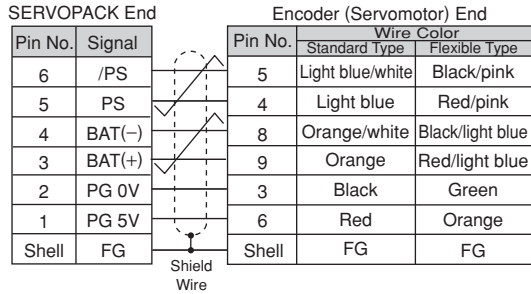 SERVOPACK End
Encoder (Servomotor) End
Pin No. Signal
Pin No. Wire Color
Standard Type Flexible Type
6 /PS 5 Light blue/white Black/pink
5 PS 4 Light blue Red/pink
4 BAT(−) 8 Orange/white Black/light blue
3 BAT(+) 9 Orange Red/light blue
2 PG 0V 3 Black Green
1 PG 5V 6 Red Orange
Shell FG Shell FG FG
Shield
Wire